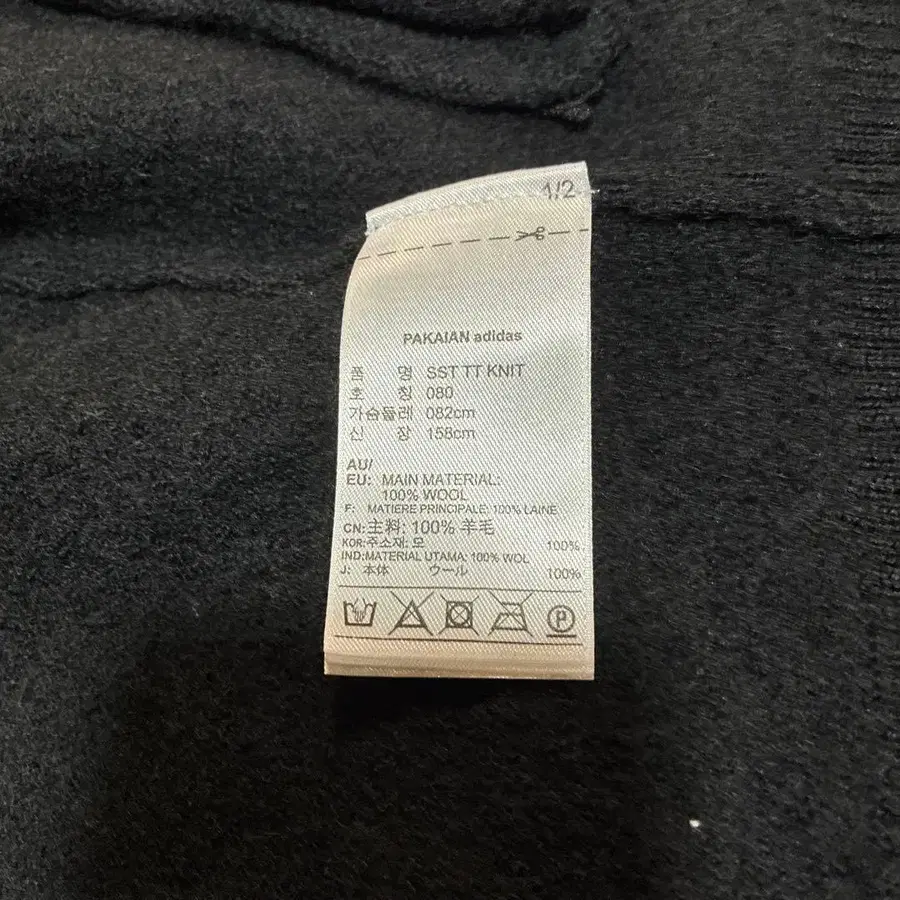 1/2
PAKAIAN adidas
품 명 SST TT KNIT
호 칭 080
가슴둘레 082cm
신 장 158cm
AU/
EU: MAIN MATERIAL:
100% WOOL
F: MATIERE PRINCIPALE: 100% LAINE
CN: 主料: 100% 羊毛
KOR: 주소재: 모 100%
IND: MATERIAL UTAMA: 100% WOL
J: 本体 ウール 100%
P